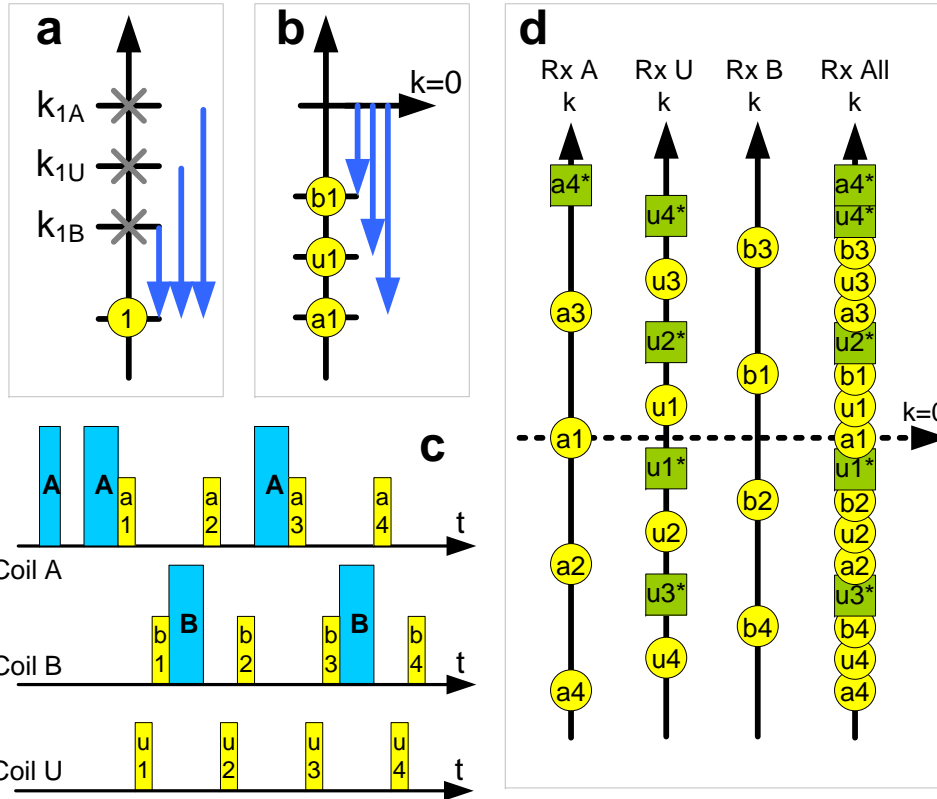 a
k1A
k1U
k1B
1
b
k=0
b1
u1
a1
c
A
A
a1
a2
A
a3
a4
t
Coil A
b1
B
b2
b3
B
b4
t
Coil B
u1
u2
u3
u4
t
Coil U
d
Rx A Rx U Rx B Rx All
k k k k
a4*
a3
a1
a2
a4
u4*
u3
u2*
u1
u1*
u2
u3*
u4
b3
b1
b2
b4
a4*
u4*
b3
u3
a3
u2*
b1
u1
a1
u1*
b2
u2
a2
u3*
b4
u4
a4
k=0